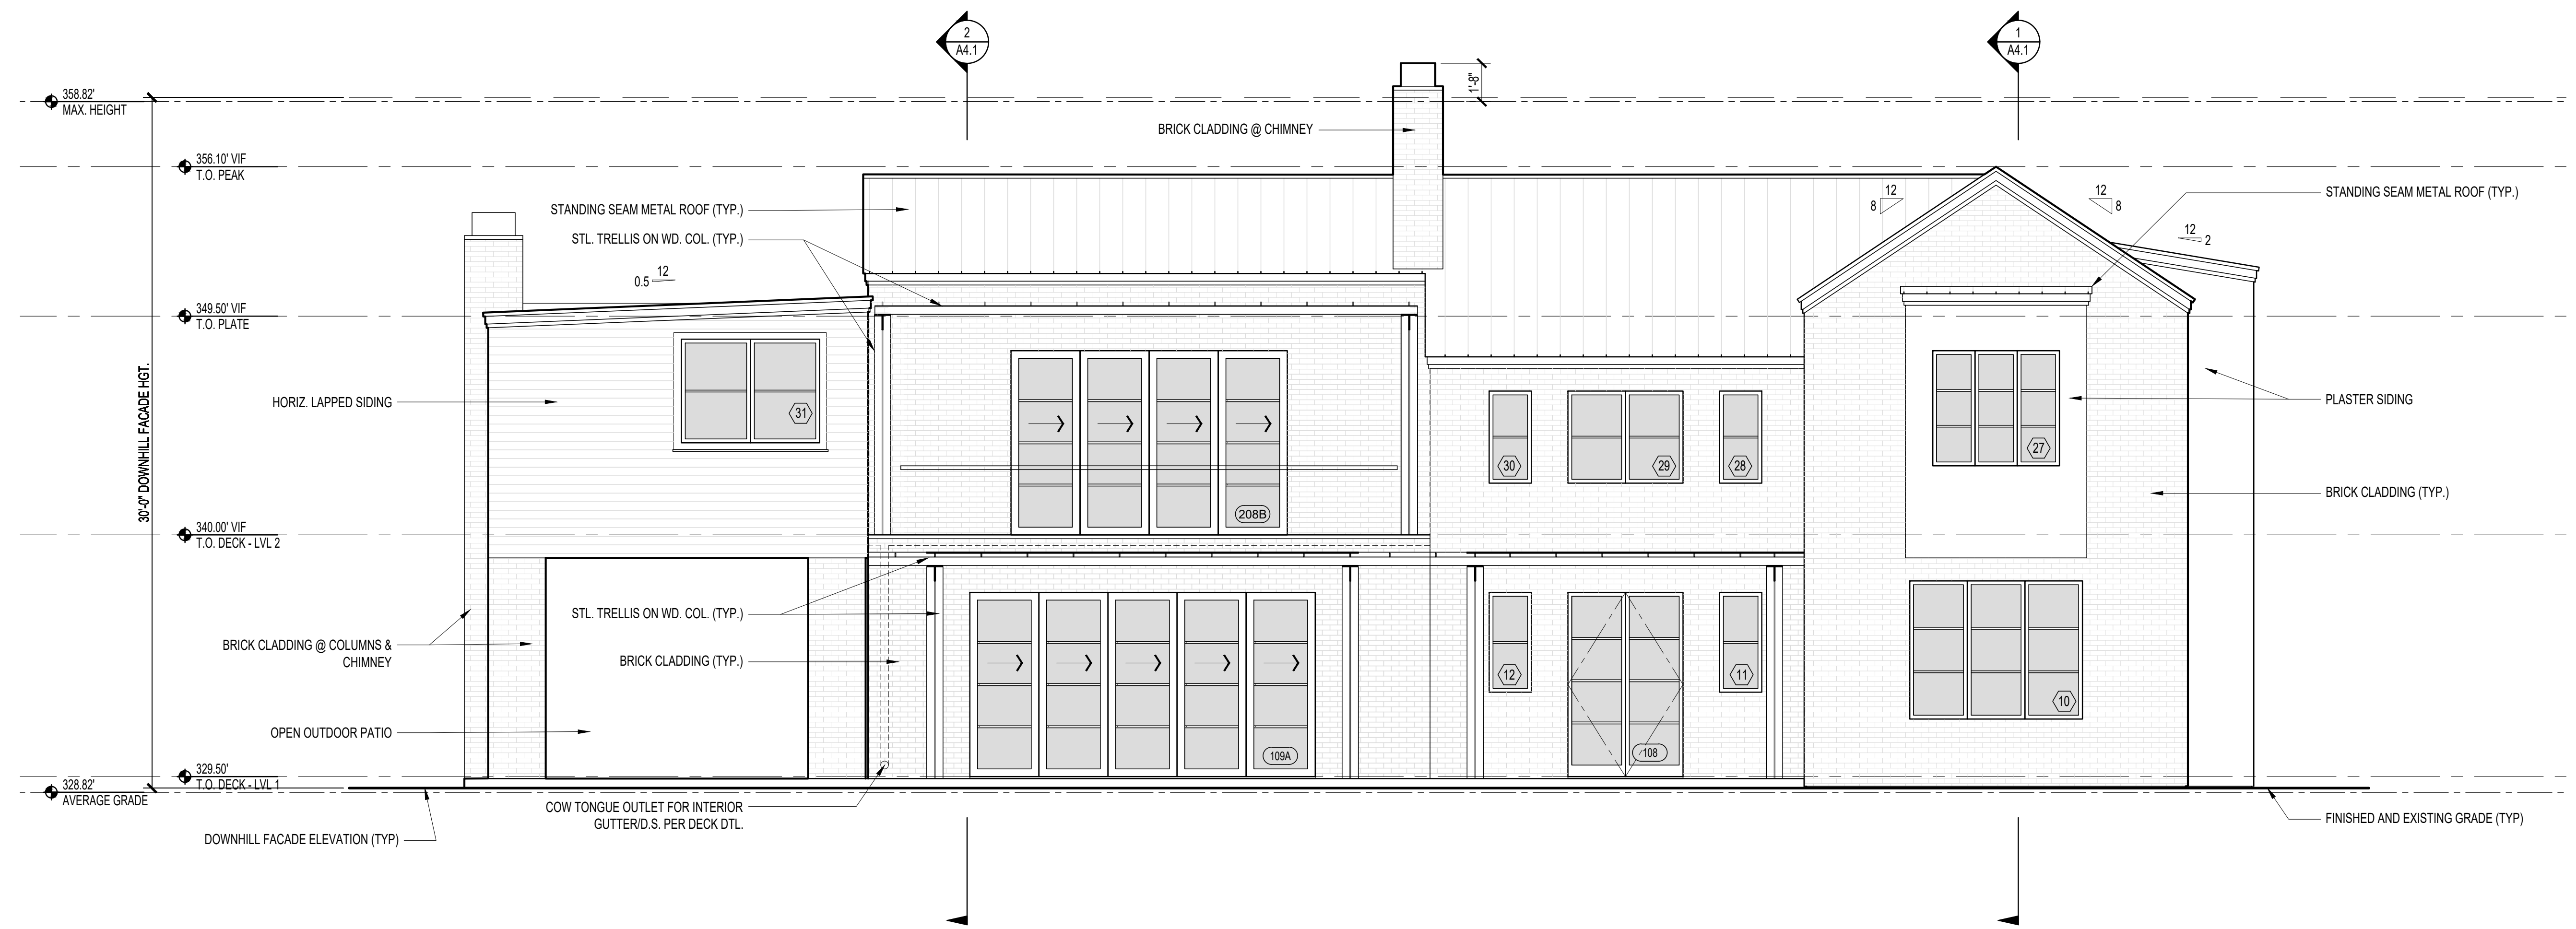 2
A4.1
1
A4.1
358.82'
MAX. HEIGHT
1'-8"
BRICK CLADDING @ CHIMNEY
356.10' VIF
T.O. PEAK
STANDING SEAM METAL ROOF (TYP.)
STL. TRELLIS ON WD. COL. (TYP.)
12
8
12
8
STANDING SEAM METAL ROOF (TYP.)
12
2
12
0.5
349.50' VIF
T.O. PLATE
30'-0" DOWNHILL FACADE HGT.
HORIZ. LAPPED SIDING
31
PLASTER SIDING
30
29
28
27
BRICK CLADDING (TYP.)
208B
340.00' VIF
T.O. DECK - LVL 2
STL. TRELLIS ON WD. COL. (TYP.)
BRICK CLADDING @ COLUMNS &
CHIMNEY
BRICK CLADDING (TYP.)
12
11
10
OPEN OUTDOOR PATIO
109A
108
329.50'
T.O. DECK - LVL 1
328.82'
AVERAGE GRADE
COW TONGUE OUTLET FOR INTERIOR
GUTTER/D.S. PER DECK DTL.
DOWNHILL FACADE ELEVATION (TYP)
FINISHED AND EXISTING GRADE (TYP)